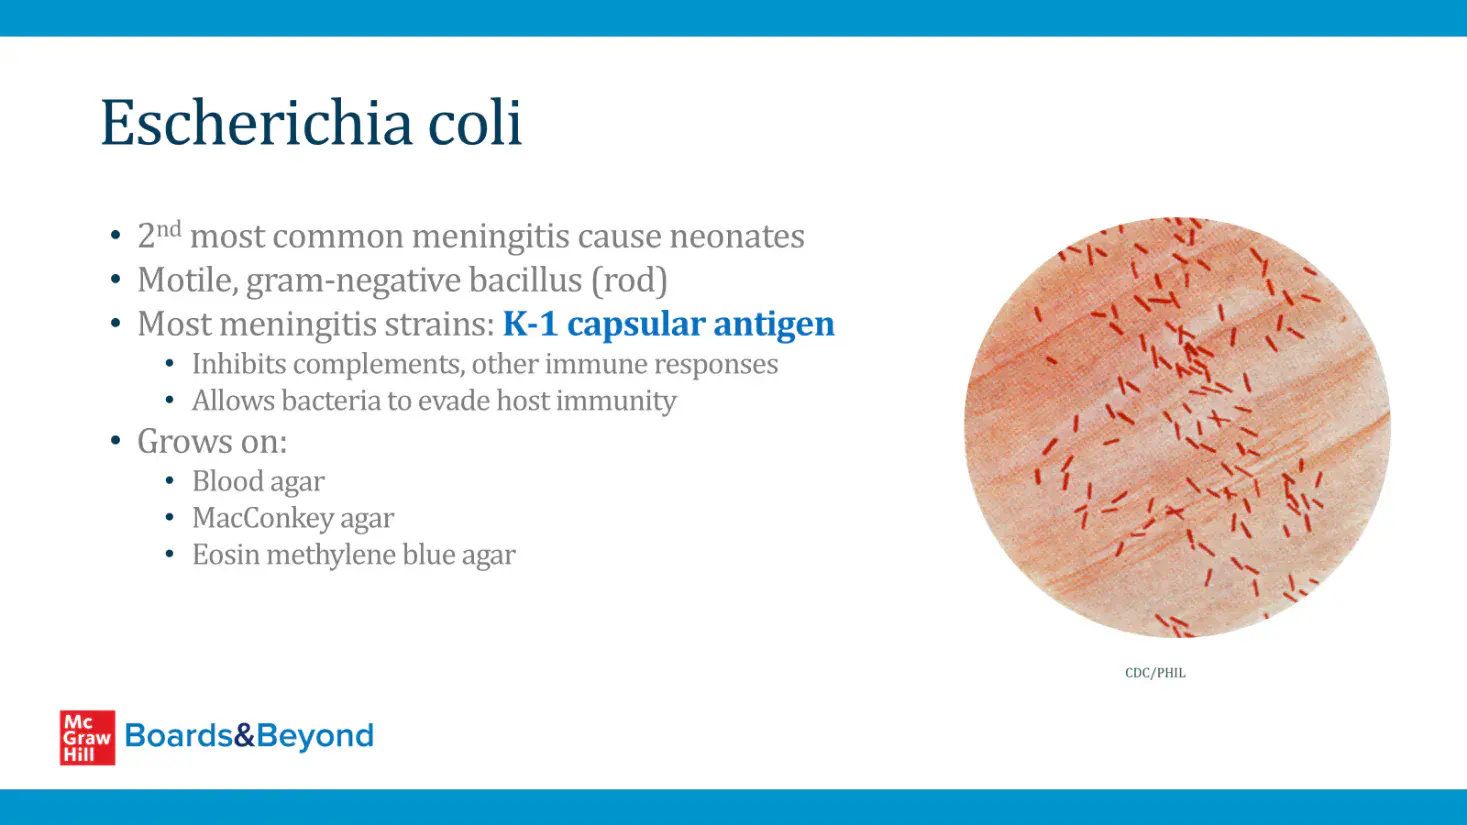 Escherichia coli
• 2nd most common meningitis cause neonates
• Motile, gram-negative bacillus (rod)
• Most meningitis strains: K-1 capsular antigen
• Inhibits complements, other immune responses
• Allows bacteria to evade host immunity
• Grows on:
• Blood agar
• MacConkey agar
• Eosin methylene blue agar
CDC/PHIL
Mc
Graw
Hill
Boards&Beyond